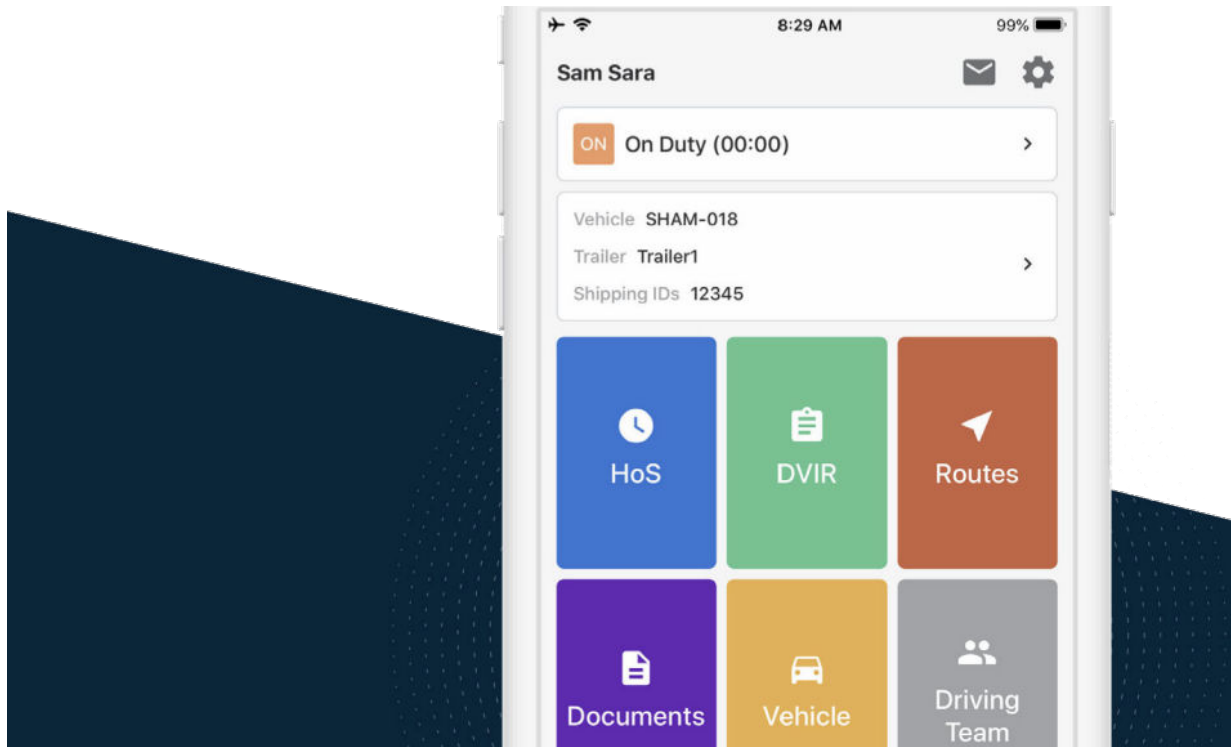 8:29 AM
99%
Sam Sara
ON On Duty (00:00)
Vehicle SHAM-018
Trailer Trailer1
Shipping IDs 12345
HoS
DVIR
Routes
Documents
Vehicle
Driving
Team